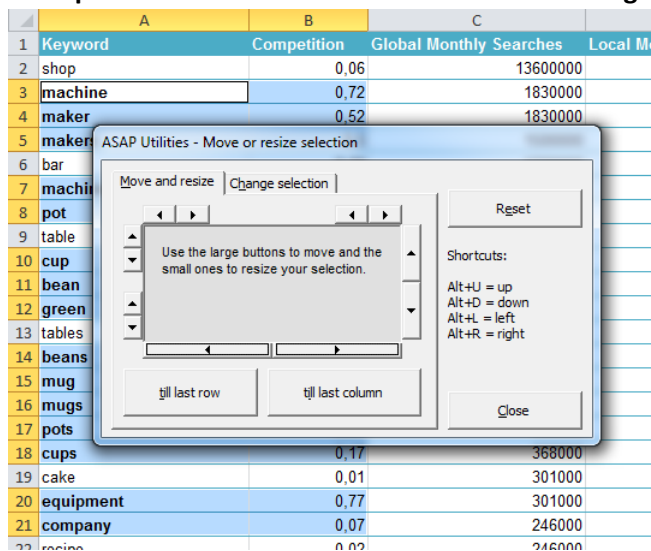 A B C
1 Keyword Competition Global Monthly Searches Local M
2 shop 0,06 13600000
3 machine 0,72 1830000
4 maker 0,52 1830000
5 maker
6 bar
7 machi
8 pot
9 table
10 cup
11 bean
12 green
13 tables
14 beans
15 mug
16 mugs
17 pots
ASAP Utilities - Move or resize selection
Move and resize Change selection
Use the large buttons to move and the
small ones to resize your selection.
till last row till last column
Reset
Shortcuts:
Alt+U = up
Alt+D = down
Alt+L = left
Alt+R = right
Close
18 cups 0,17 368000
19 cake 0,01 301000
20 equipment 0,77 301000
21 company 0,07 246000
22 recipe 0,02 246000